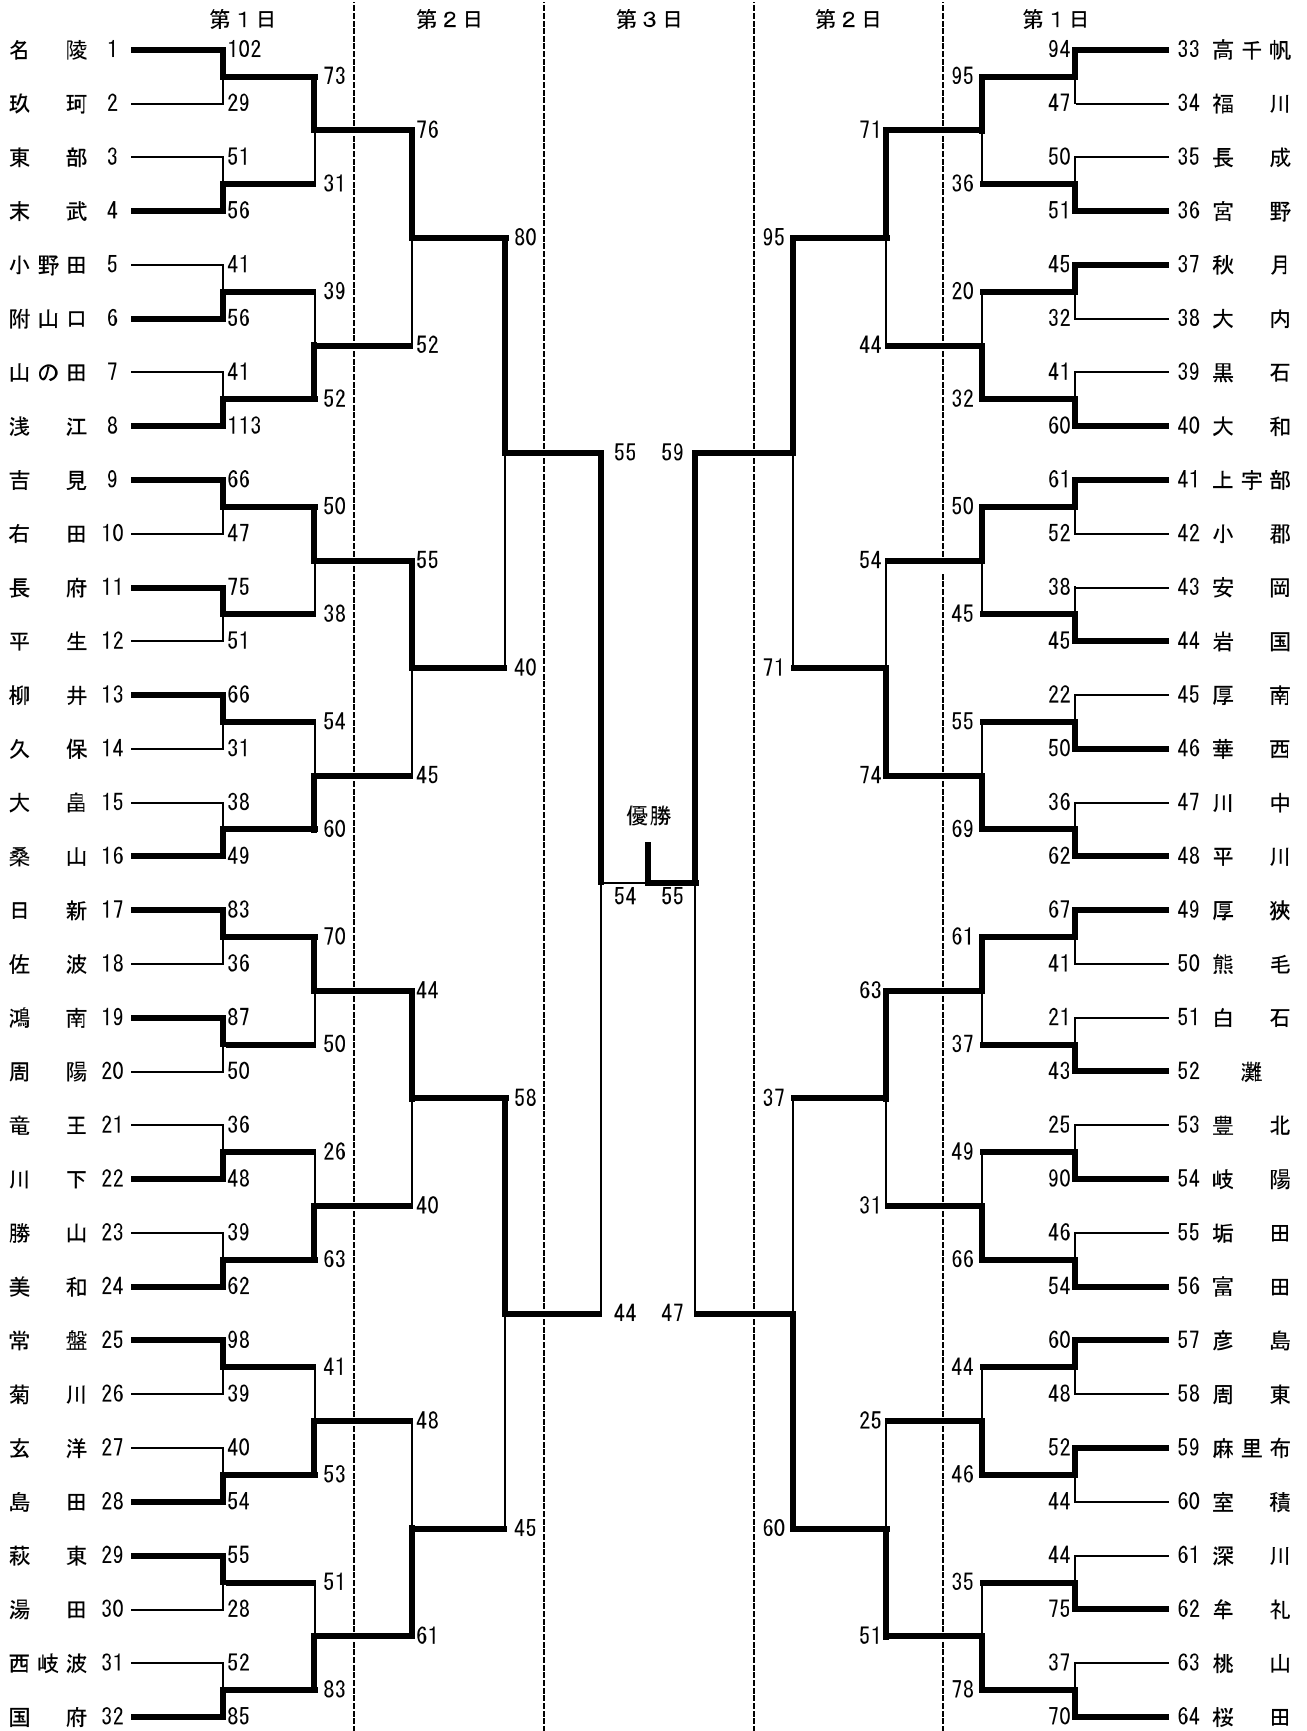 第１日 第２日 第３日 第２日 第１日
名陵 1 102 94 33 高千帆
73 95
玖珂 2 29 47 34 福川
76 71
東部 3 51 50 35 長成
31 36
末武 4 56 51 36 宮野
80 95
小野田 5 41 45 37 秋月
39 20
附山口 6 56 32 38 大内
52 44
山の田 7 41 41 39 黒石
52 32
浅江 8 113 60 40 大和
55 59
吉見 9 66 61 41 上宇部
50 50
右田 10 47 52 42 小郡
55 54
長府 11 75 38 43 安岡
38 45
平生 12 51 45 44 岩国
40 71
柳井 13 66 22 45 厚南
54 55
久保 14 31 50 46 華西
45 74
大畠 15 38 36 47 川中
優勝
60 69
桑山 16 49 62 48 平川
54 55
日新 17 83 67 49 厚狭
70 61
佐波 18 36 41 50 熊毛
44 63
鴻南 19 87 21 51 白石
50 37
周陽 20 50 43 52 灘
58 37
竜王 21 36 25 53 豊北
26 49
川下 22 48 90 54 岐陽
40 31
勝山 23 39 46 55 垢田
63 66
美和 24 62 54 56 富田
44 47
常盤 25 98 60 57 彦島
41 44
菊川 26 39 48 58 周東
48 25
玄洋 27 40 52 59 麻里布
53 46
島田 28 54 44 60 室積
45 60
萩東 29 55 44 61 深川
51 35
湯田 30 28 75 62 牟礼
61 51
西岐波 31 52 37 63 桃山
83 78
国府 32 85 70 64 桜田